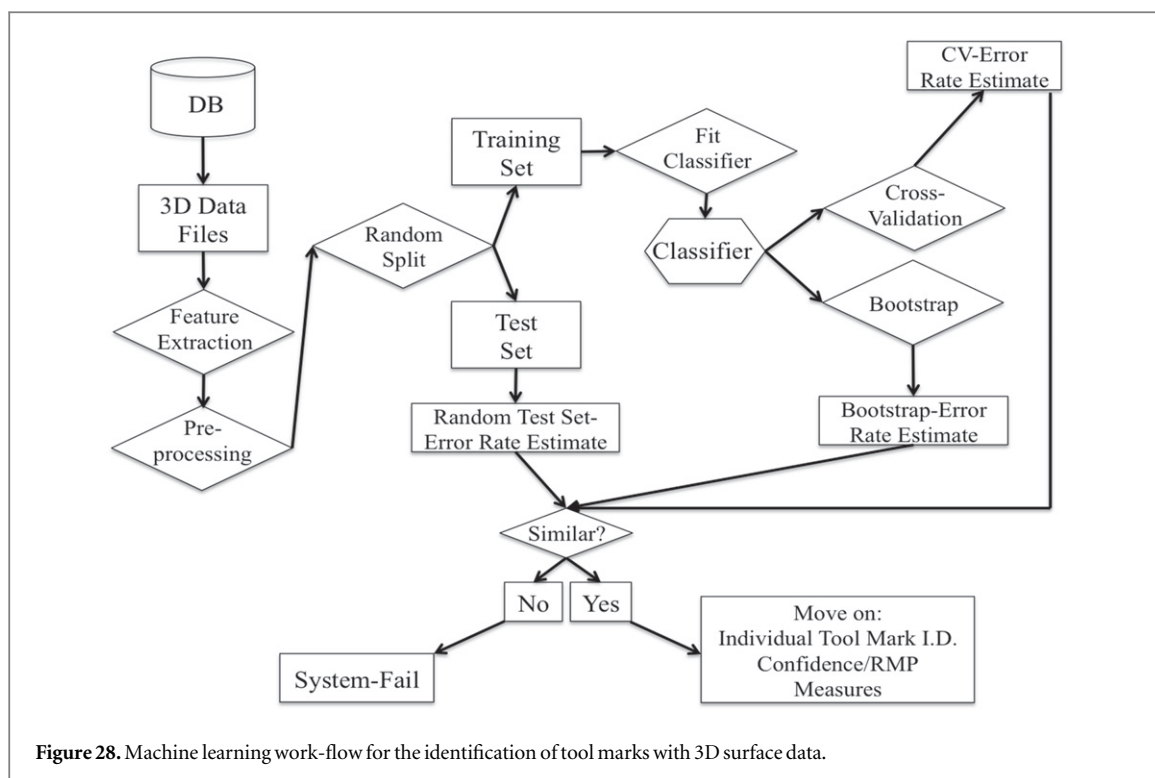 DB
3D Data
Files
Feature
Extraction
Pre-
processing
Random
Split
Training
Set
Test
Set
Random Test Set-
Error Rate Estimate
Fit
Classifier
Classifier
Cross-
Validation
CV-Error
Rate Estimate
Bootstrap
Bootstrap-Error
Rate Estimate
Similar?
No
Yes
System-Fail
Move on:
Individual Tool Mark I.D.
Confidence/RMP
Measures
Figure 28. Machine learning work-flow for the identification of tool marks with 3D surface data.